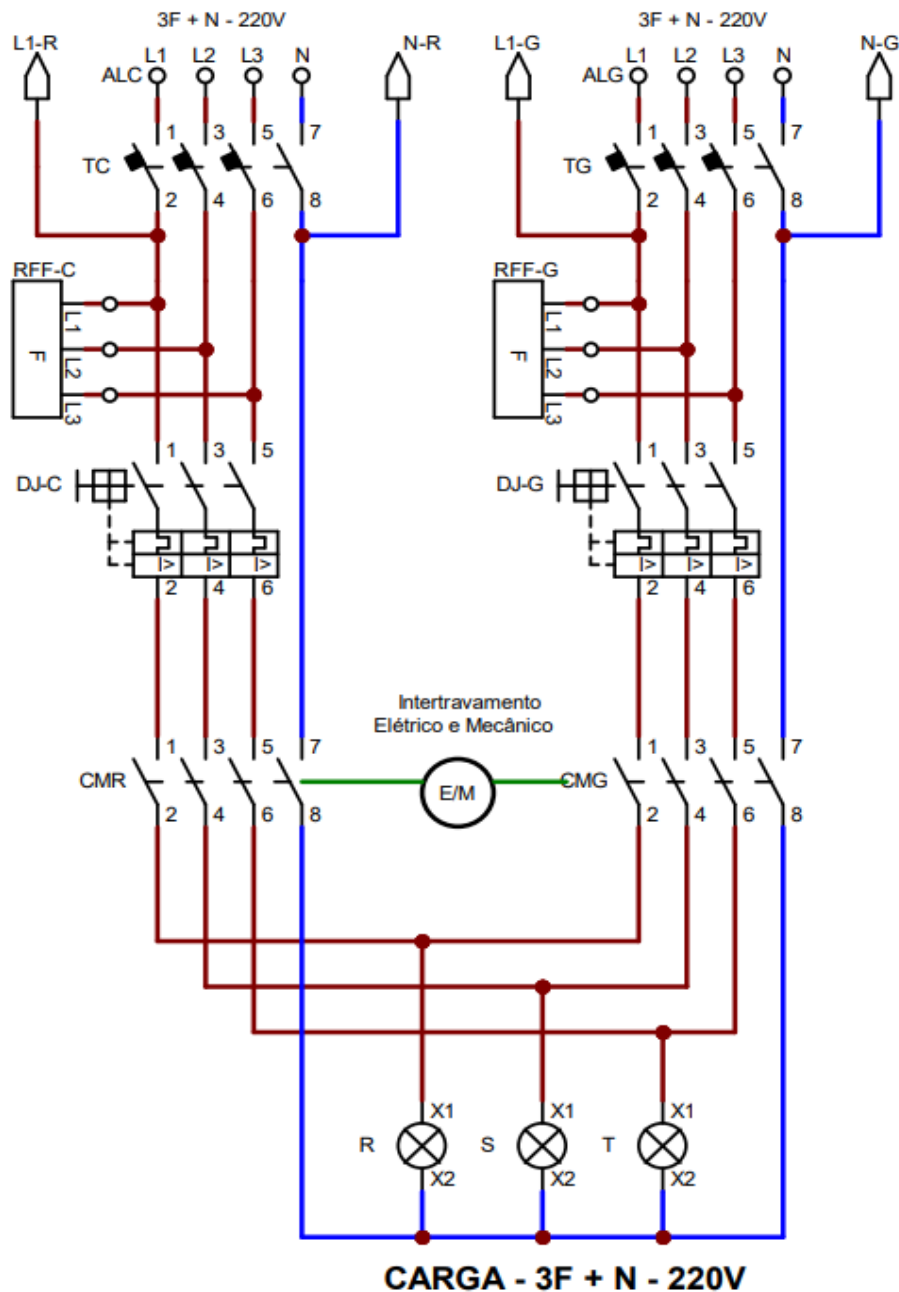 3F + N - 220V
3F + N - 220V
L1-R
L1 L2 L3 N
N-R
L1-G
L1 L2 L3 N
N-G
ALC
ALG
1 3 5 7
1 3 5 7
TC
TG
2 4 6 8
2 4 6 8
RFF-C
RFF-G
F
L1
L2
L3
F
L1
L2
L3
1 3 5
1 3 5
DJ-C
DJ-G
I> I> I>
I> I> I>
2 4 6
2 4 6
Intertravamento
Elétrico e Mecânico
1 3 5 7
1 3 5 7
CMR
E/M
CMG
2 4 6 8
2 4 6 8
X1 X1 X1
R S T
X2 X2 X2
CARGA - 3F + N - 220V